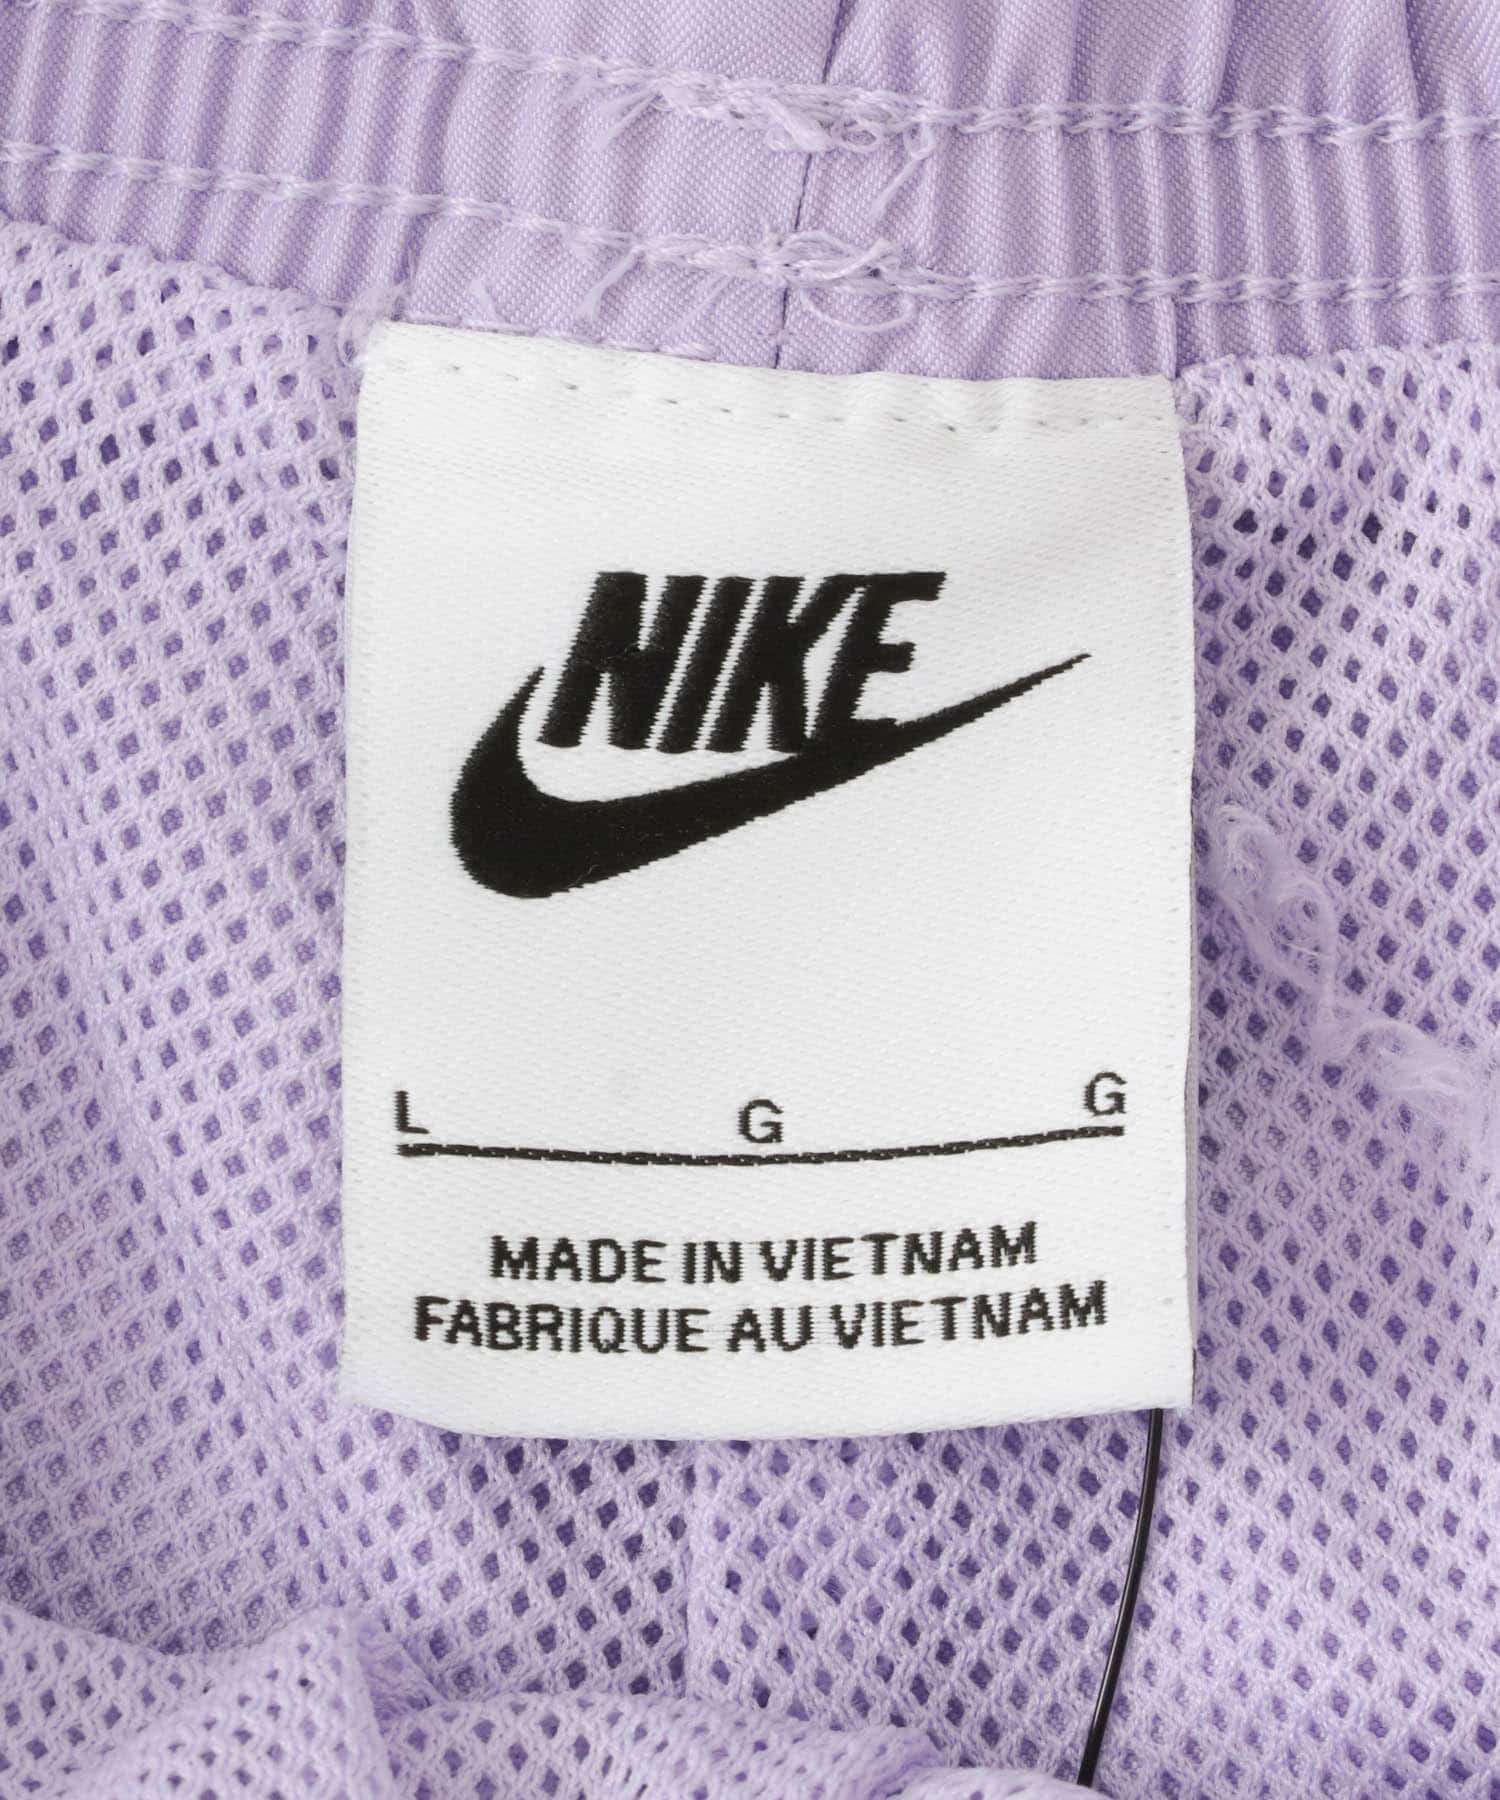 NIKE
L G G
MADE IN VIETNAM
FABRIQUE AU VIETNAM